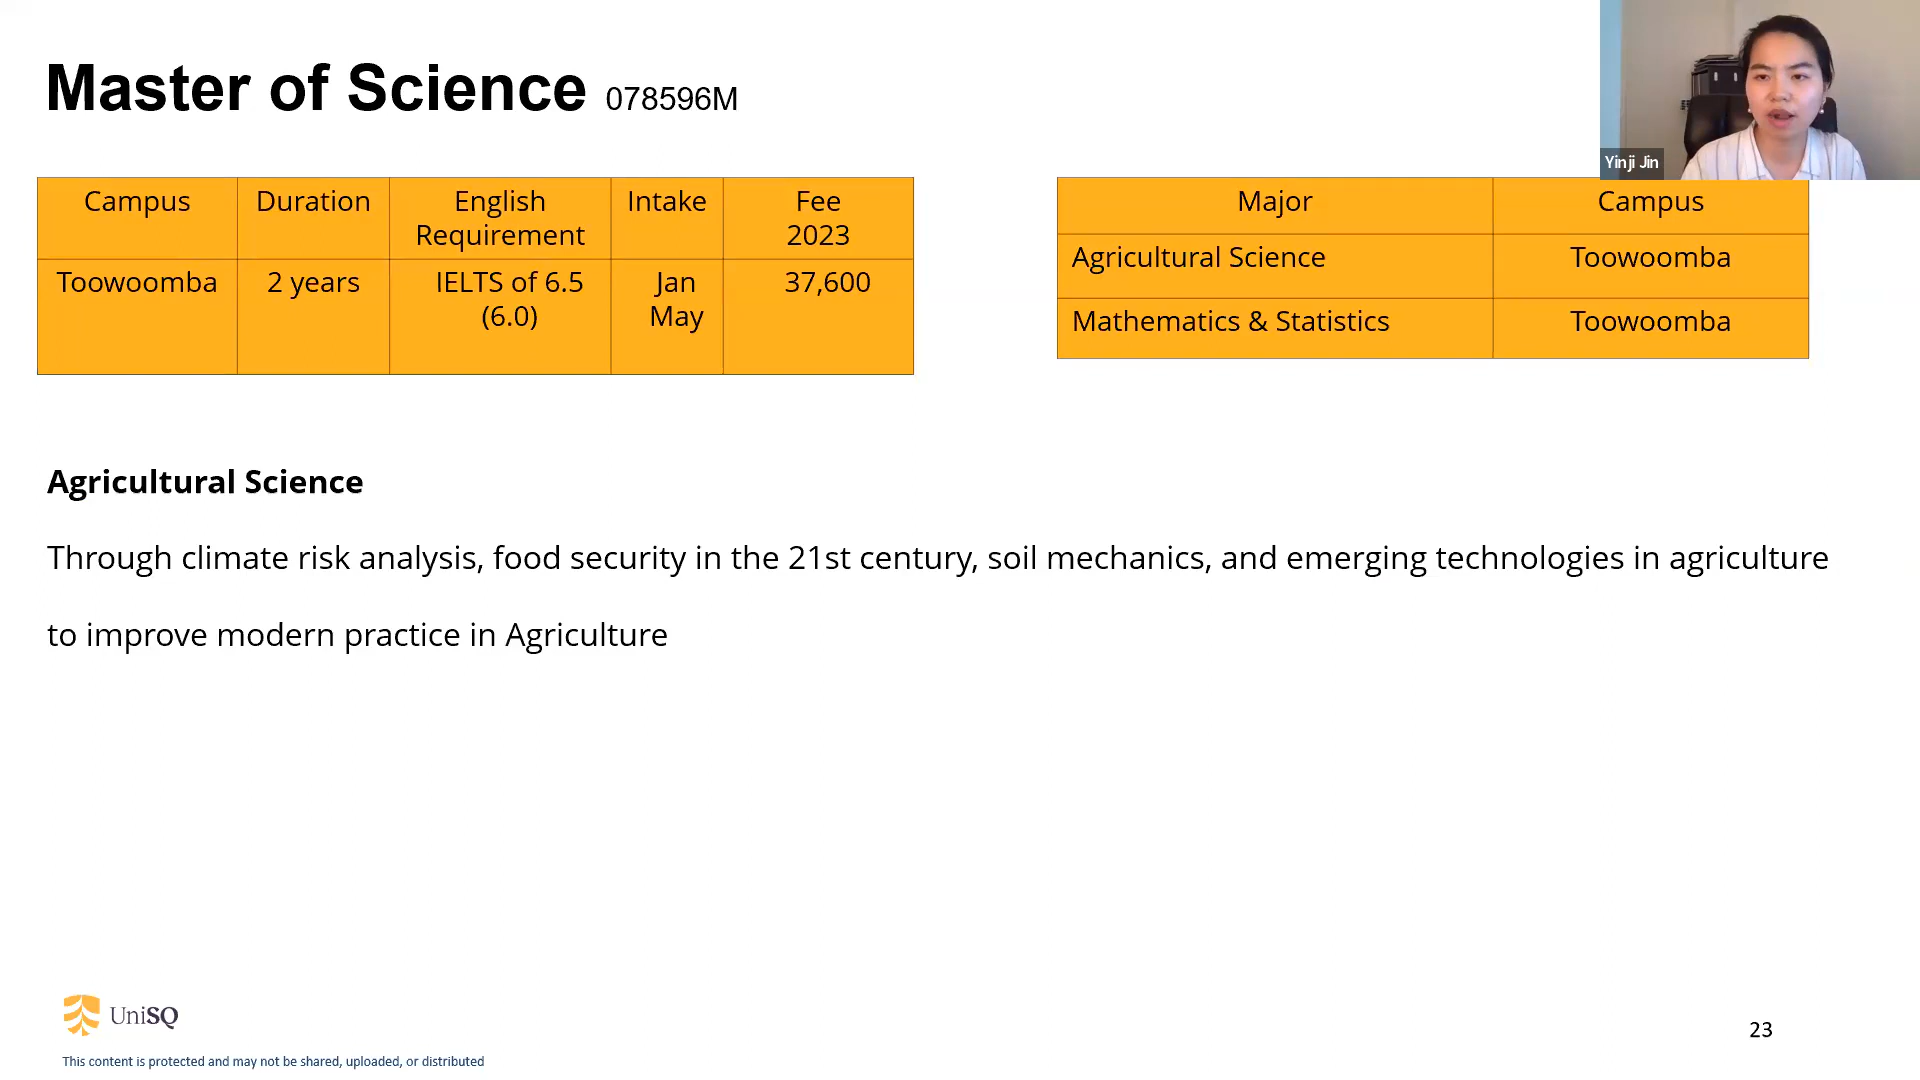 Master of Science 078596M
Yinji Jin
Campus Duration English Requirement Intake Fee 2023
Toowoomba 2 years IELTS of 6.5 (6.0) Jan May 37,600
Major Campus
Agricultural Science Toowoomba
Mathematics & Statistics Toowoomba
Agricultural Science
Through climate risk analysis, food security in the 21st century, soil mechanics, and emerging technologies in agriculture
to improve modern practice in Agriculture
UniSQ
23
This content is protected and may not be shared, uploaded, or distributed